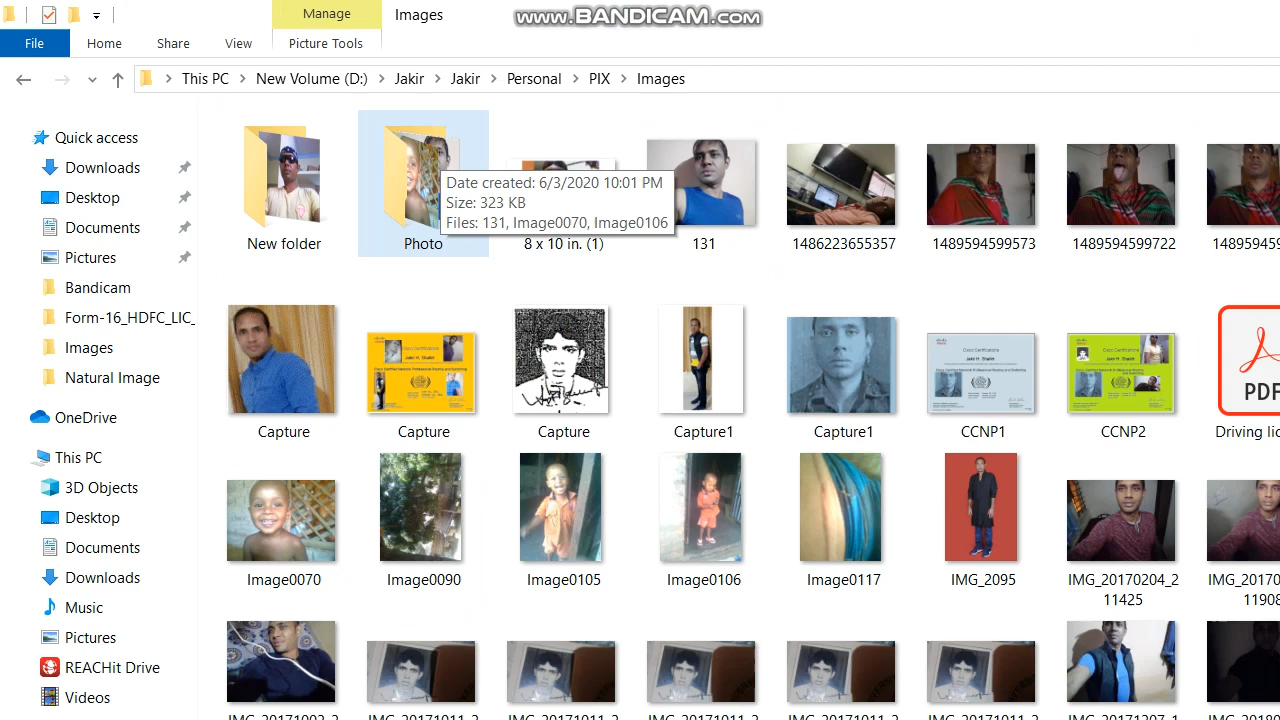 Manage
Images
www.BANDICAM.com
File
Home
Share
View
Picture Tools
This PC
New Volume (D:)
Jakir
Jakir
Personal
PIX
Images
Quick access
Downloads
Desktop
Documents
Pictures
Bandicam
Form-16_HDFC_LIC_
Images
Natural Image
OneDrive
This PC
3D Objects
Desktop
Documents
Downloads
Music
Pictures
REACHit Drive
Videos
Date created: 6/3/2020 10:01 PM
Size: 323 KB
Files: 131, Image0070, Image0106
New folder
Photo
8 x 10 in. (1)
131
1486223655357
1489594599573
1489594599722
Capture
Capture
Capture
Capture1
Capture1
CCNP1
CCNP2
PDF
Driving
Image0070
Image0090
Image0105
Image0106
Image0117
IMG_2095
IMG_20170204_2
11425